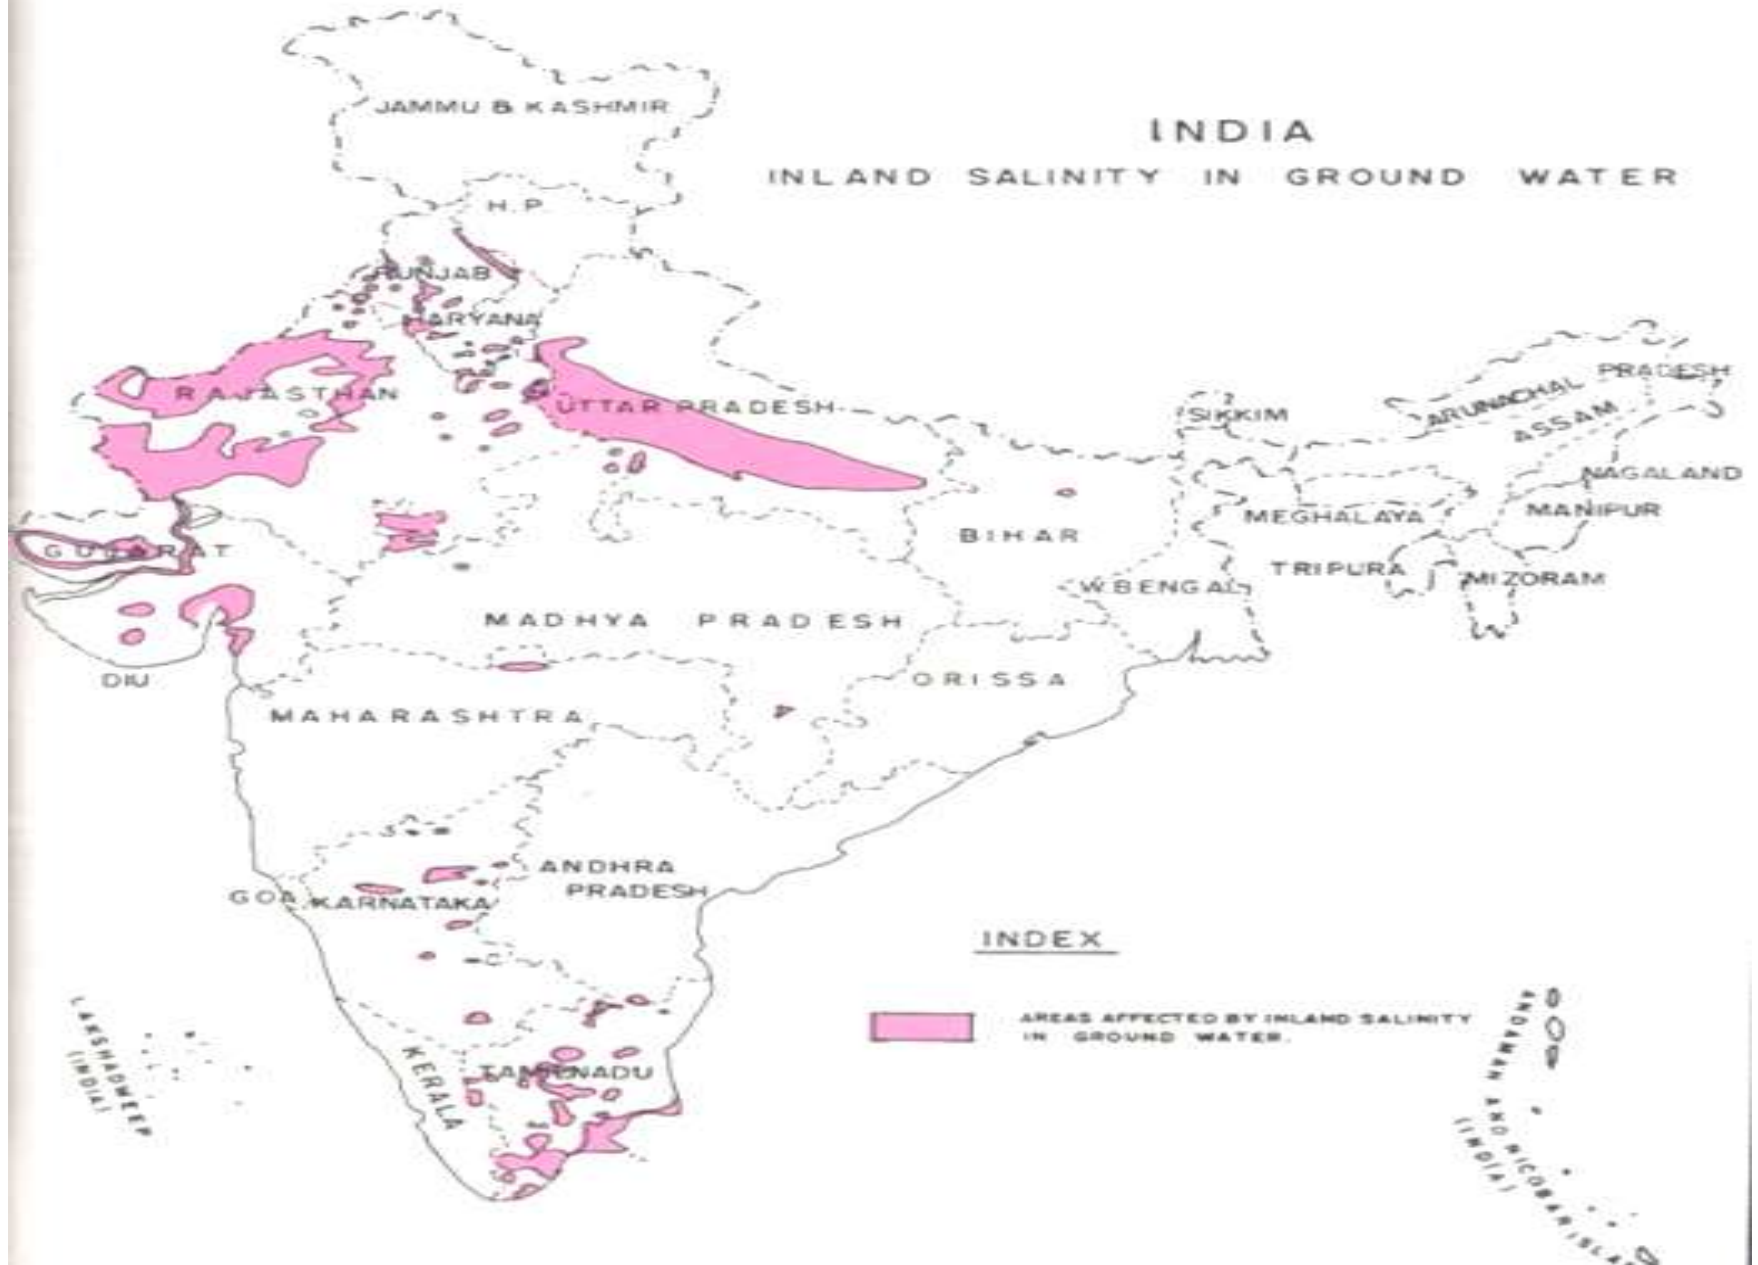 INDIA
INLAND SALINITY IN GROUND WATER
JAMMU & KASHMIR
H.P
PUNJAB
HARYANA
RAJASTHAN
UTTAR PRADESH
SIKKIM
ARUNACHAL PRADESH
ASSAM
NAGALAND
MANIPUR
MEGHALAYA
TRIPURA
MIZORAM
BIHAR
W.BENGAL
GUJARAT
MADHYA PRADESH
DIU
ORISSA
MAHARASHTRA
ANDHRA
PRADESH
GOA
KARNATAKA
INDEX
AREAS AFFECTED BY INLAND SALINITY
IN GROUND WATER.
KERALA
TAMILNADU
LAKSHADWEEP
(INDIA)
ANDAMAN AND NICOBAR ISLA
(INDIA)